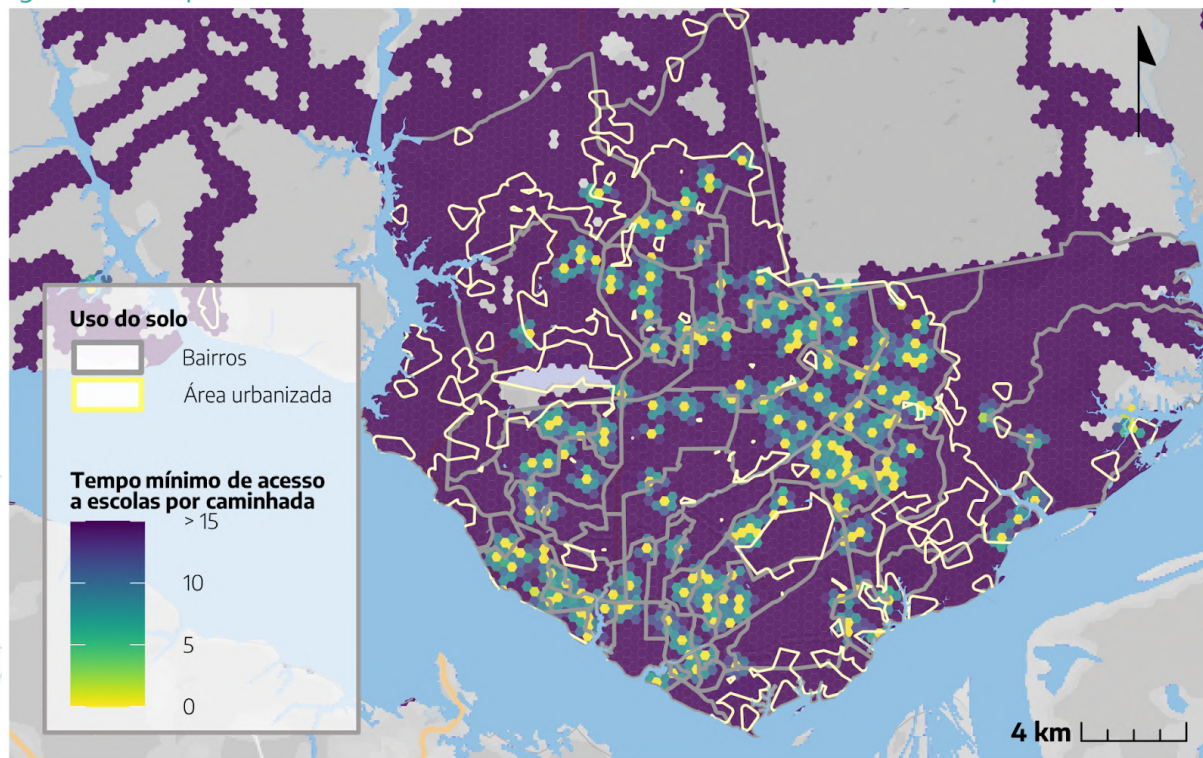 Uso do solo
Bairros
Área urbanizada
Tempo mínimo de acesso
a escolas por caminhada
> 15
10
5
0
4 km